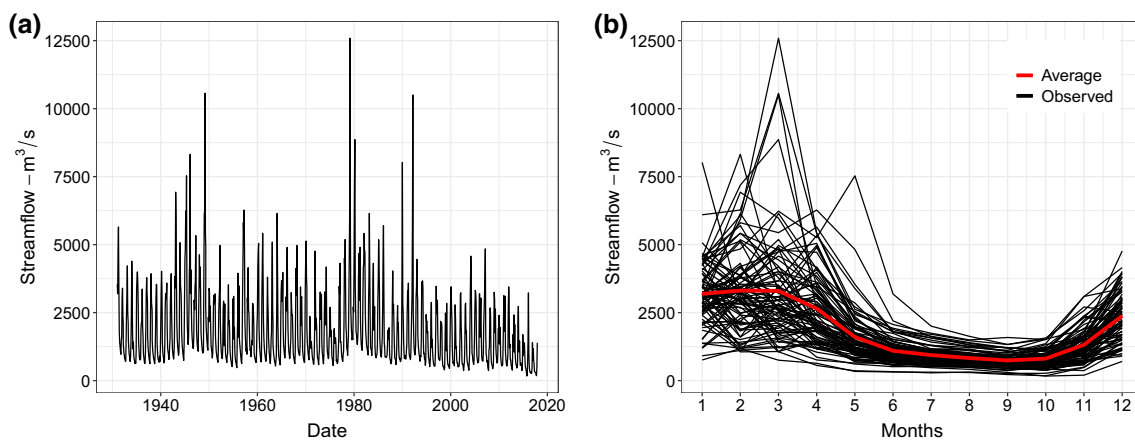 (a)
12500
10000
7500
5000
2500
0
Streamflow – m³/s
1940
1960
1980
2000
2020
Date
(b)
12500
10000
7500
5000
2500
0
Streamflow – m³/s
Average
Observed
1 2 3 4 5 6 7 8 9 10 11 12
Months